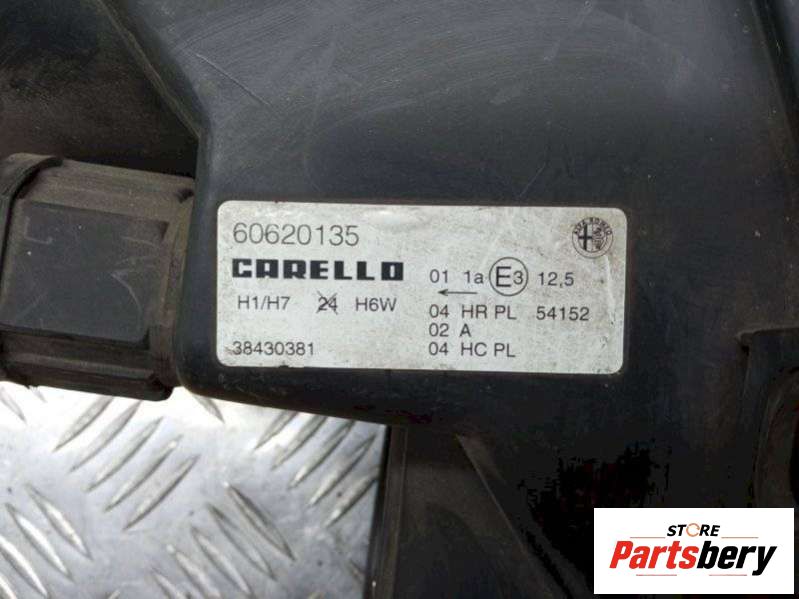 60620135
CARELLO
H1/H7 24 H6W
38430381
01 1a E3 12,5
04 HR PL 54152
02 A
04 HC PL
STORE
Partsbery